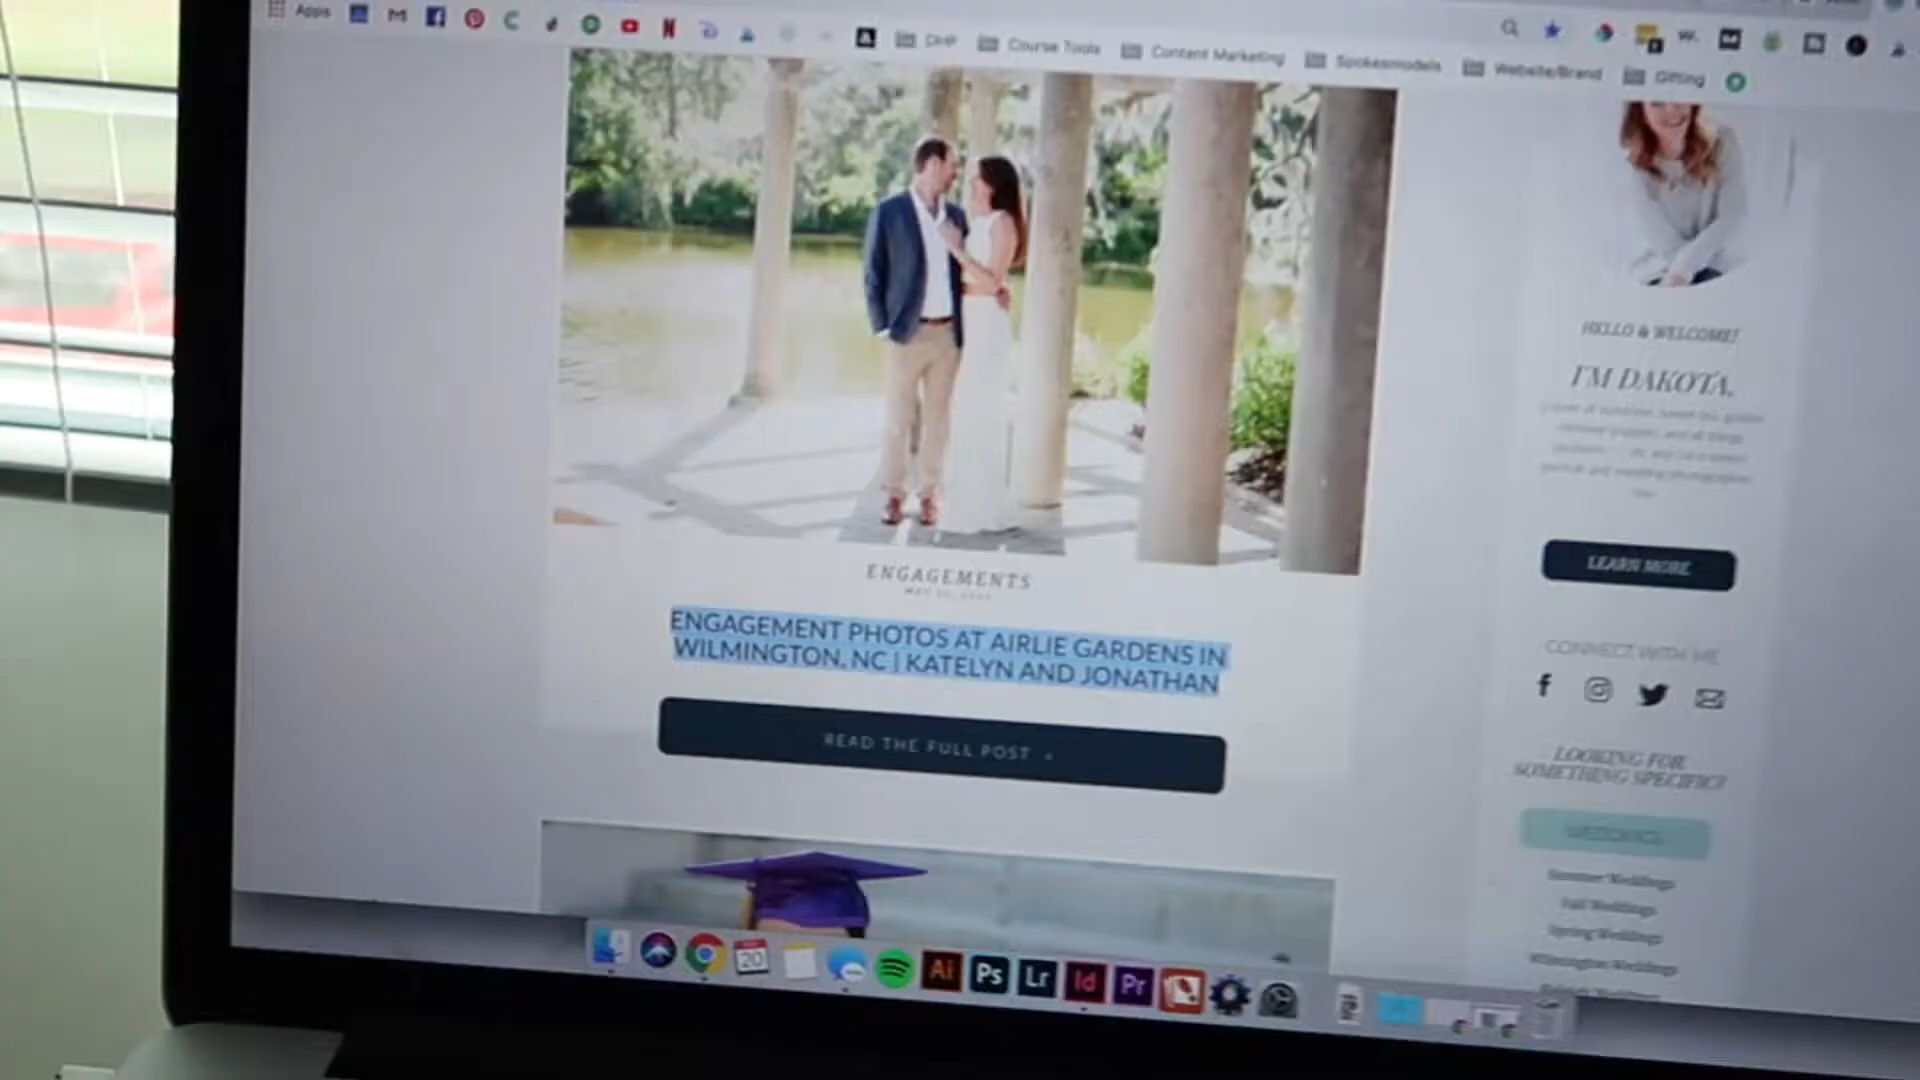 Apps
DHP
Course Tools
Content Marketing
Spokesmodels
Website/Brand
Gifting
ENGAGEMENTS
ENGAGEMENT PHOTOS AT AIRLIE GARDENS IN
WILMINGTON, NC | KATELYN AND JONATHAN
READ THE FULL POST
HELLO & WELCOME!
I'M DAKOTA.
LEARN MORE
CONNECT WITH ME
LOOKING FOR
SOMETHING SPECIFIC?
WEDDINGS
Summer Weddings
Fall Weddings
Spring Weddings
Wilmington Weddings
20
Ai
Ps
Lr
Id
Pr